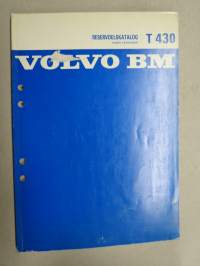 RESERVDELSKATALOG T 430
VOLVO BM